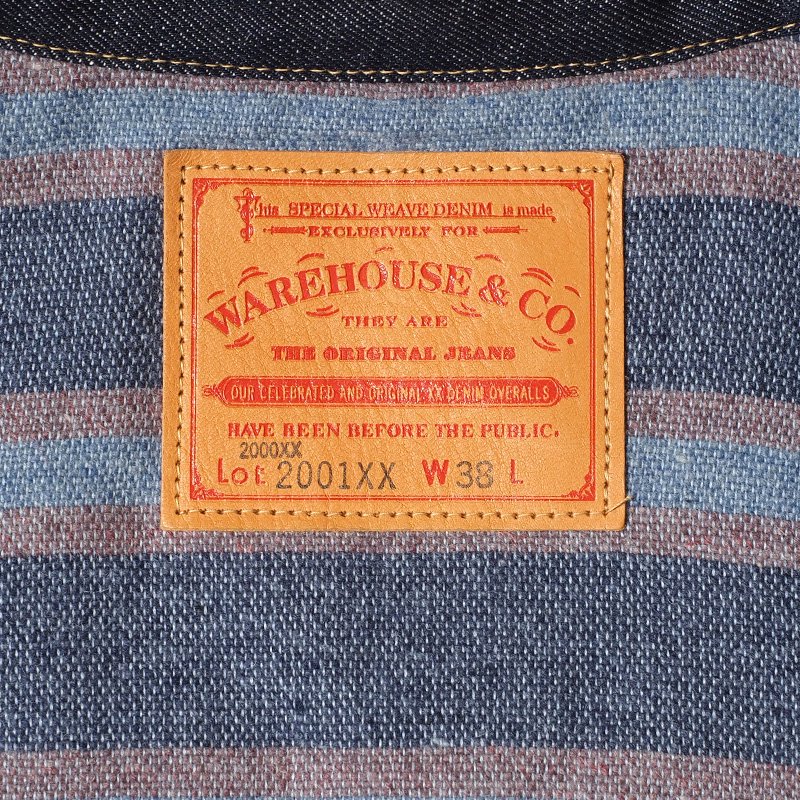 This SPECIAL WEAVE DENIM is made
EXCLUSIVELY FOR
WAREHOUSE & CO.
THEY ARE
THE ORIGINAL JEANS
OUR CELEBRATED AND ORIGINAL XX DENIM OVERALLS
HAVE BEEN BEFORE THE PUBLIC.
2000XX
Lot 2001XX W 38 L